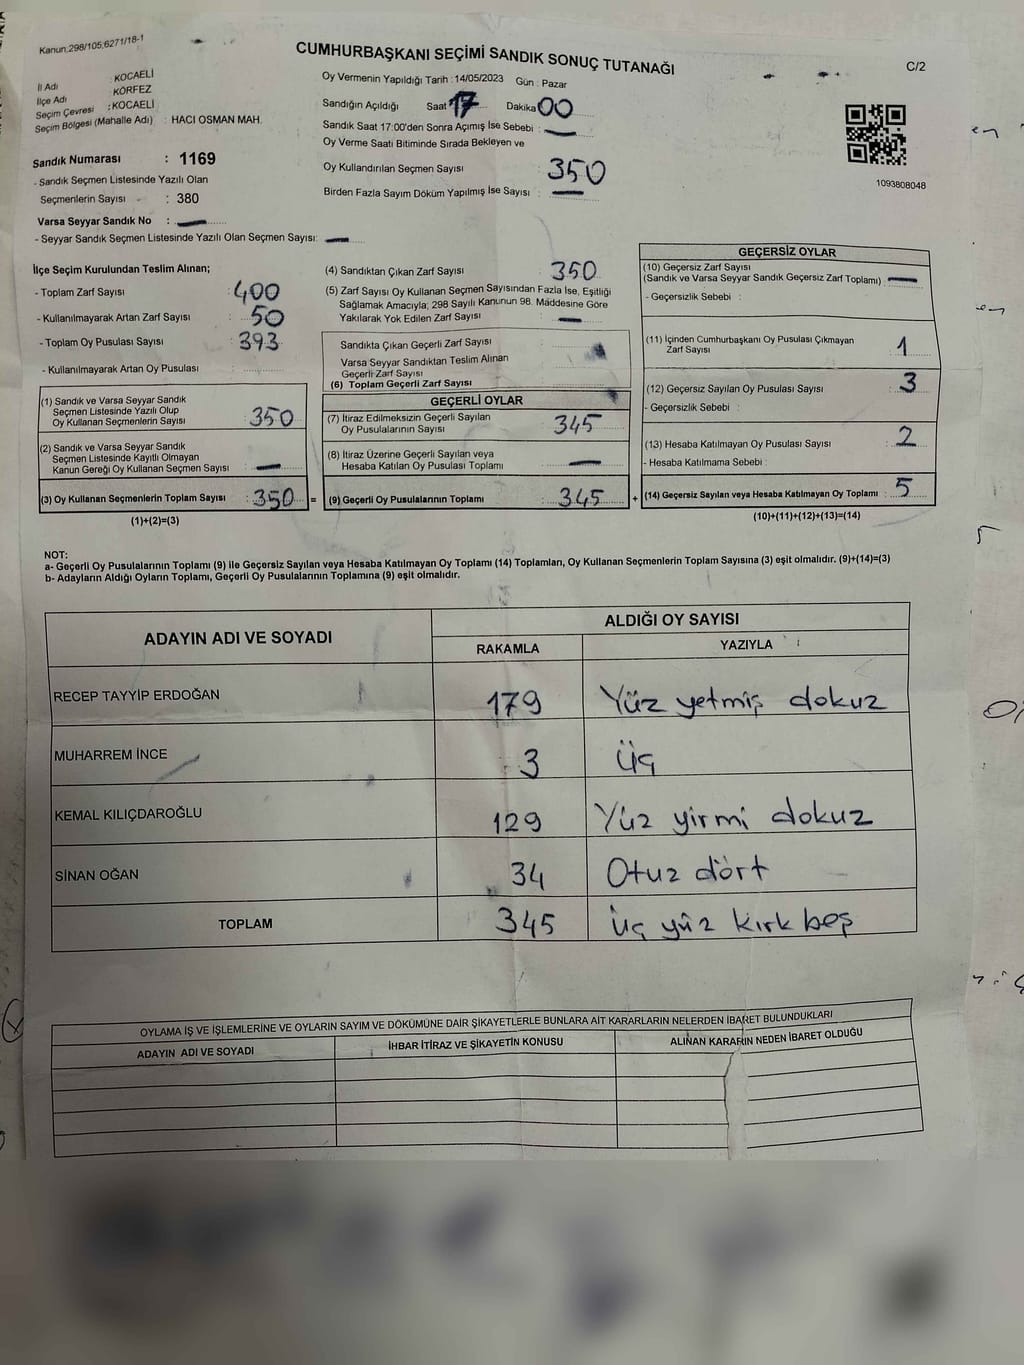 Kanun:298/105;6271/18-1
CUMHURBAŞKANI SEÇİMİ SANDIK SONUÇ TUTANAĞI
C/2
İl Adı : KOCAELİ
İlçe Adı : KÖRFEZ
Seçim Çevresi : KOCAELİ
Seçim Bölgesi (Mahalle Adı) : HACI OSMAN MAH.
Sandık Numarası : 1169
- Sandık Seçmen Listesinde Yazılı Olan
Seçmenlerin Sayısı : 380
Varsa Seyyar Sandık No : —
- Seyyar Sandık Seçmen Listesinde Yazılı Olan Seçmen Sayısı: —
Oy Vermenin Yapıldığı Tarih : 14/05/2023 Gün : Pazar
Sandığın Açıldığı Saat 17 Dakika 00
Sandık Saat 17:00'den Sonra Açımış İse Sebebi : —
Oy Verme Saati Bitiminde Sırada Bekleyen ve
Oy Kullandırılan Seçmen Sayısı 350
Birden Fazla Sayım Döküm Yapılmış İse Sayısı : —
1093808048
İlçe Seçim Kurulundan Teslim Alınan;
- Toplam Zarf Sayısı : 400
- Kullanılmayarak Artan Zarf Sayısı : 50
- Toplam Oy Pusulası Sayısı : 393
- Kullanılmayarak Artan Oy Pusulası :
(1) Sandık ve Varsa Seyyar Sandık
Seçmen Listesinde Yazılı Olup
Oy Kullanan Seçmenlerin Sayısı : 350
(2) Sandık ve Varsa Seyyar Sandık
Seçmen Listesinde Kayıtlı Olmayan
Kanun Gereği Oy Kullanan Seçmen Sayısı : —
(3) Oy Kullanan Seçmenlerin Toplam Sayısı : 350 =
(1)+(2)=(3)
(4) Sandıktan Çıkan Zarf Sayısı : 350
(5) Zarf Sayısı Oy Kullanan Seçmen Sayısından Fazla İse, Eşitliği
Sağlamak Amacıyla; 298 Sayılı Kanunun 98. Maddesine Göre
Yakılarak Yok Edilen Zarf Sayısı : —
Sandıkta Çıkan Geçerli Zarf Sayısı :
Varsa Seyyar Sandıktan Teslim Alınan
Geçerli Zarf Sayısı :
(6) Toplam Geçerli Zarf Sayısı :
GEÇERLİ OYLAR
(7) İtiraz Edilmeksizin Geçerli Sayılan
Oy Pusulalarının Sayısı : 345
(8) İtiraz Üzerine Geçerli Sayılan veya
Hesaba Katılan Oy Pusulası Toplamı : —
(9) Geçerli Oy Pusulalarının Toplamı : 345 +
GEÇERSİZ OYLAR
(10) Geçersiz Zarf Sayısı
(Sandık ve Varsa Seyyar Sandık Geçersiz Zarf Toplamı) : —
- Geçersizlik Sebebi :
(11) İçinden Cumhurbaşkanı Oy Pusulası Çıkmayan
Zarf Sayısı : 1
(12) Geçersiz Sayılan Oy Pusulası Sayısı : 3
- Geçersizlik Sebebi :
(13) Hesaba Katılmayan Oy Pusulası Sayısı : 2
- Hesaba Katılmama Sebebi :
(14) Geçersiz Sayılan veya Hesaba Katılmayan Oy Toplamı : 5
(10)+(11)+(12)+(13)=(14)
NOT:
a- Geçerli Oy Pusulalarının Toplamı (9) ile Geçersiz Sayılan veya Hesaba Katılmayan Oy Toplamı (14) Toplamları, Oy Kullanan Seçmenlerin Toplam Sayısına (3) eşit olmalıdır. (9)+(14)=(3)
b- Adayların Aldığı Oyların Toplamı, Geçerli Oy Pusulalarının Toplamına (9) eşit olmalıdır.
ADAYIN ADI VE SOYADI ALDIĞI OY SAYISI
RAKAMLA YAZIYLA
RECEP TAYYİP ERDOĞAN 179 Yüz yetmiş dokuz
MUHARREM İNCE 3 üç
KEMAL KILIÇDAROĞLU 129 Yüz yirmi dokuz
SİNAN OĞAN 34 Otuz dört
TOPLAM 345 üç yüz kırk beş
OYLAMA İŞ VE İŞLEMLERİNE VE OYLARIN SAYIM VE DÖKÜMÜNE DAİR ŞİKAYETLERLE BUNLARA AİT KARARLARIN NELERDEN İBARET BULUNDUKLARI
ADAYIN ADI VE SOYADI İHBAR İTİRAZ VE ŞİKAYETİN KONUSU ALINAN KARARIN NEDEN İBARET OLDUĞU